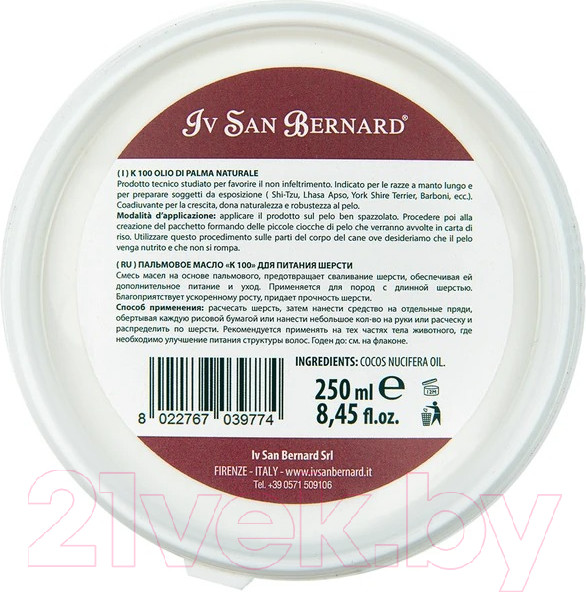 IV SAN BERNARD®
( I ) K 100 OLIO DI PALMA NATURALE
Prodotto tecnico studiato per favorire il non infeltrimento. Indicato per le razze a manto lungo e
per preparare soggetti da esposizione ( Shi-Tzu, Lhasa Apso, York Shire Terrier, Barboni, ecc.)
Coadiuvante per la crescita, dona naturalezza e robustezza al pelo.
Modalità d'applicazione: applicare il prodotto sul pelo ben spazzolato. Procedere poi alla
creazione del pacchetto formando delle piccole ciocche di pelo che verranno avvolte in carta di
riso. Utilizzare questo procedimento sulle parti del corpo del cane ove desideriamo che il pelo
venga nutrito e che non si rompa.
( RU ) ПАЛЬМОВОЕ МАСЛО «К 100» ДДЯ ПИТАНИЯ ШЕРСТИ
Смесь масел на основе пальмового, предотвращает сваливание шерсти, обеспечивая ей
дополнительное питание и уход. Применяется для пород с длинной шерстью.
Благоприятствует ускоренному росту, придает прочность шерсти.
Способ применения: расчесать шерсть, затем нанести средство на отдельные пряди,
обертывая каждую рисовой бумагой или нанести небольшое кол-во на руки или расческу и
распределить по шерсти. Рекомендуется применять на тех частях тела животного, где
необходимо улучшение питания структуры волос. Годен до: см. на флаконе.
INGREDIENTS: COCOS NUCIFERA OIL.
250 ml e
12M
8,45 fl.oz.
8 022767 039774
Iv San Bernard Srl
FIRENZE - ITALY - www.ivsanbernard.it
Tel. +39 0571 509106
21vek.by